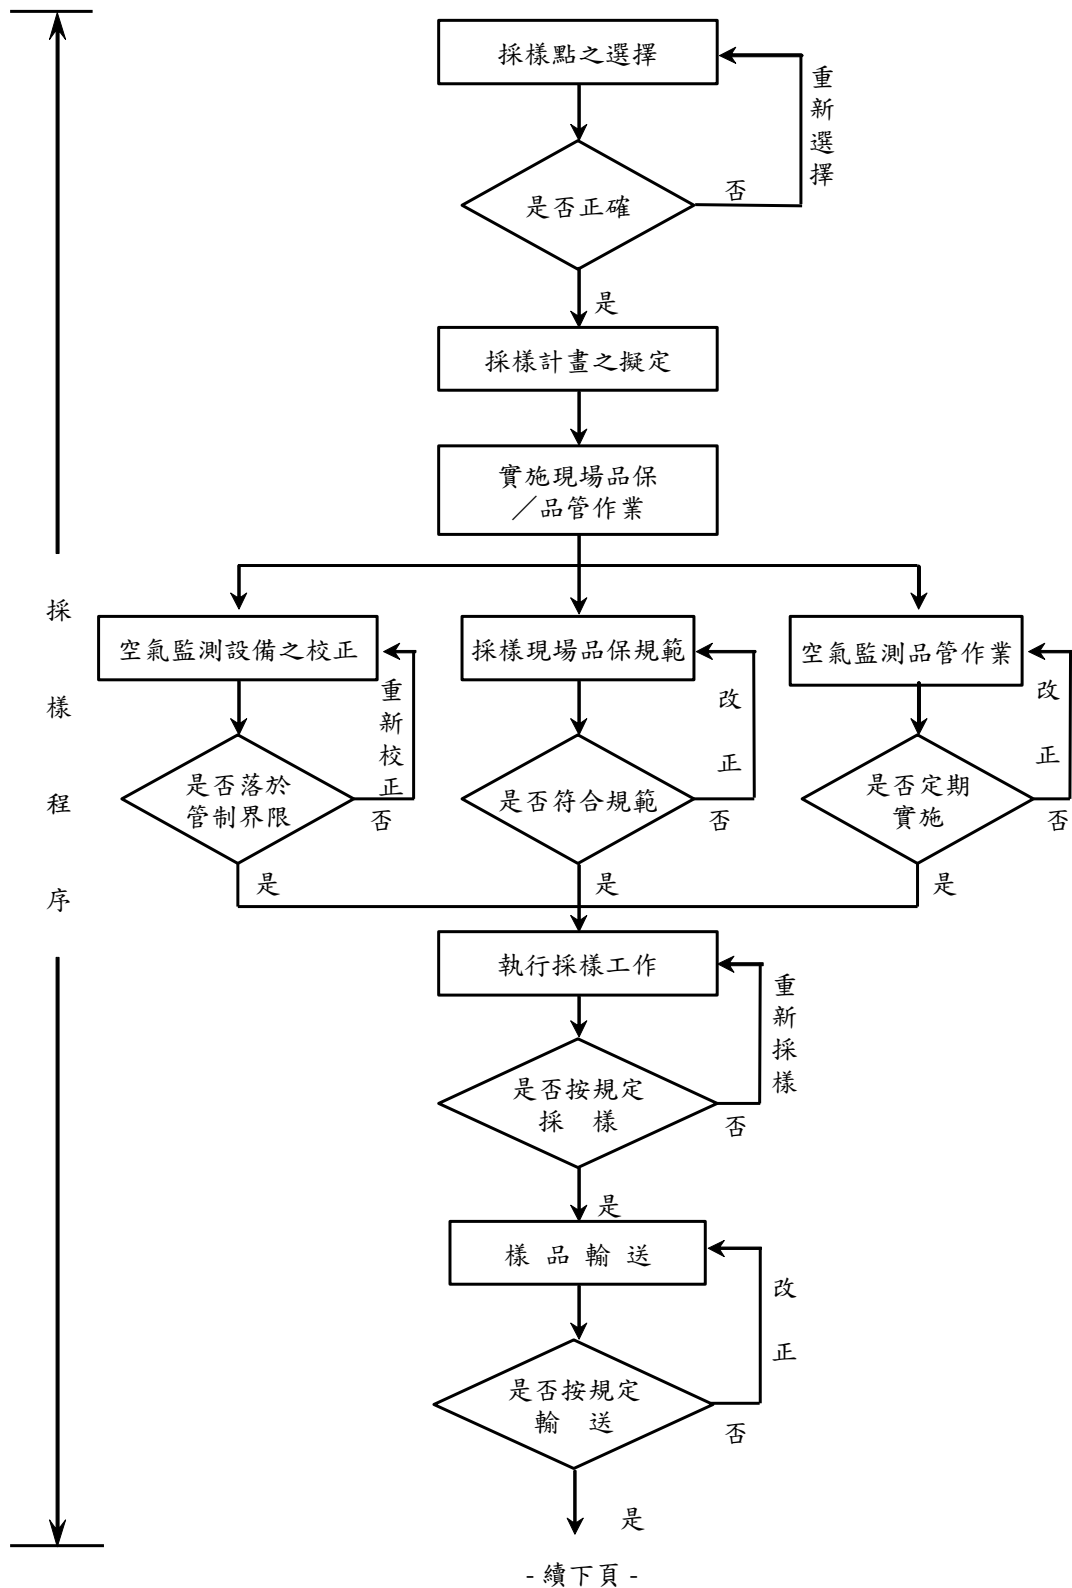 採樣點之選擇
重新選擇
是否正確
否
是
採樣計畫之擬定
實施現場品保
／品管作業
採樣程序
空氣監測設備之校正
重新校正
是否落於
管制界限
否
是
採樣現場品保規範
改正
是否符合規範
否
是
空氣監測品管作業
改正
是否定期
實施
否
是
執行採樣工作
重新採樣
是否按規定
採 樣
否
是
樣 品 輸 送
改正
是否按規定
輸 送
否
是
- 續下頁 -